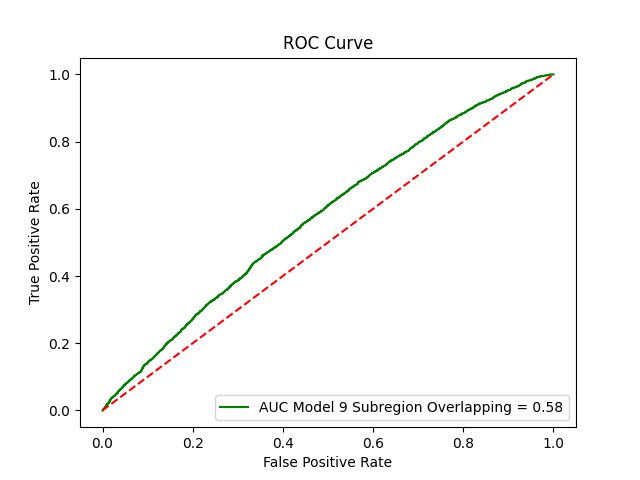 ROC Curve
True Positive Rate
1.0
0.8
0.6
0.4
0.2
0.0
AUC Model 9 Subregion Overlapping = 0.58
0.0 0.2 0.4 0.6 0.8 1.0
False Positive Rate